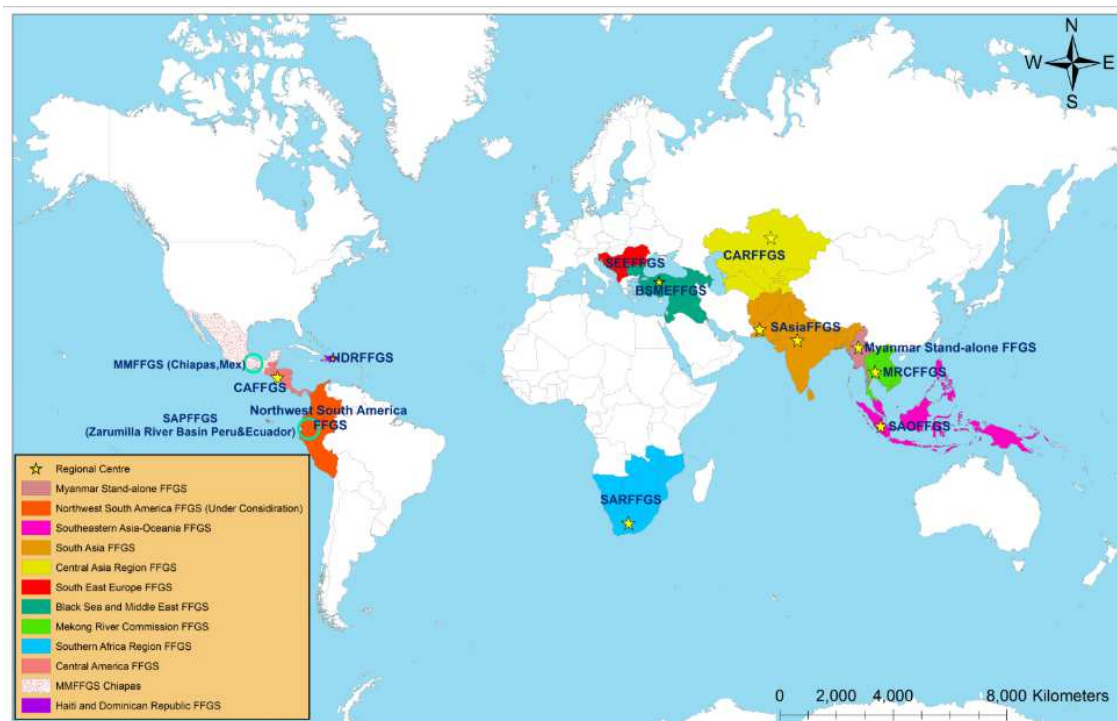 N
W E
S
SEEFFGS
CARFFGS
BSMEFFGS
SAsiaFFGS
Myanmar Stand-alone FFGS
MMFFGS (Chiapas,Mex)
HDRFFGS
MRCFFGS
CAFFGS
SAPFFGS
(Zarumilla River Basin Peru&Ecuador)
Northwest South America
FFGS
SAOFFGS
SARFFGS
Regional Centre
Myanmar Stand-alone FFGS
Northwest South America FFGS (Under Considiration)
Southeastern Asia-Oceania FFGS
South Asia FFGS
Central Asia Region FFGS
South East Europe FFGS
Black Sea and Middle East FFGS
Mekong River Commission FFGS
Southern Africa Region FFGS
Central America FFGS
MMFFGS Chiapas
Haiti and Dominican Republic FFGS
0 2,000 4,000 8,000 Kilometers